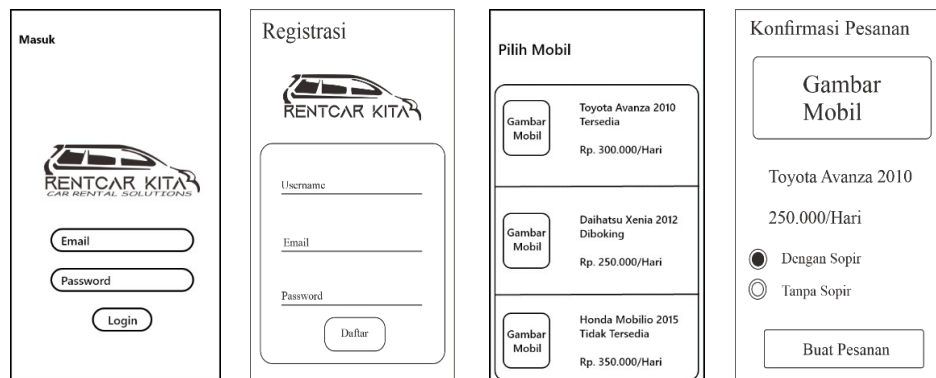 Masuk
RENTCAR KITA
CAR RENTAL SOLUTIONS
Email
Password
Login
Registrasi
RENTCAR KITA
Username
Email
Password
Daftar
Pilih Mobil
Gambar
Mobil
Toyota Avanza 2010
Tersedia
Rp. 300.000/Hari
Gambar
Mobil
Daihatsu Xenia 2012
Diboking
Rp. 250.000/Hari
Gambar
Mobil
Honda Mobilio 2015
Tidak Tersedia
Rp. 350.000/Hari
Konfirmasi Pesanan
Gambar
Mobil
Toyota Avanza 2010
250.000/Hari
Dengan Sopir
Tanpa Sopir
Buat Pesanan